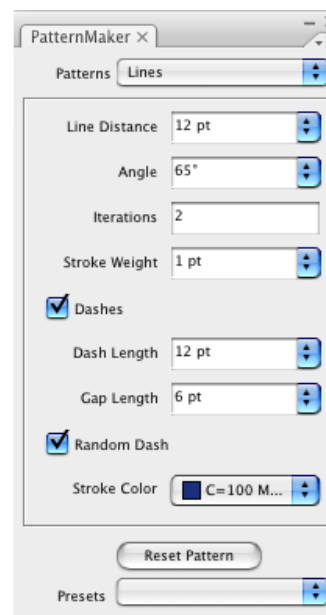 PatternMaker ×
Patterns Lines
Line Distance 12 pt
Angle 65°
Iterations 2
Stroke Weight 1 pt
Dashes
Dash Length 12 pt
Gap Length 6 pt
Random Dash
Stroke Color C=100 M...
Reset Pattern
Presets